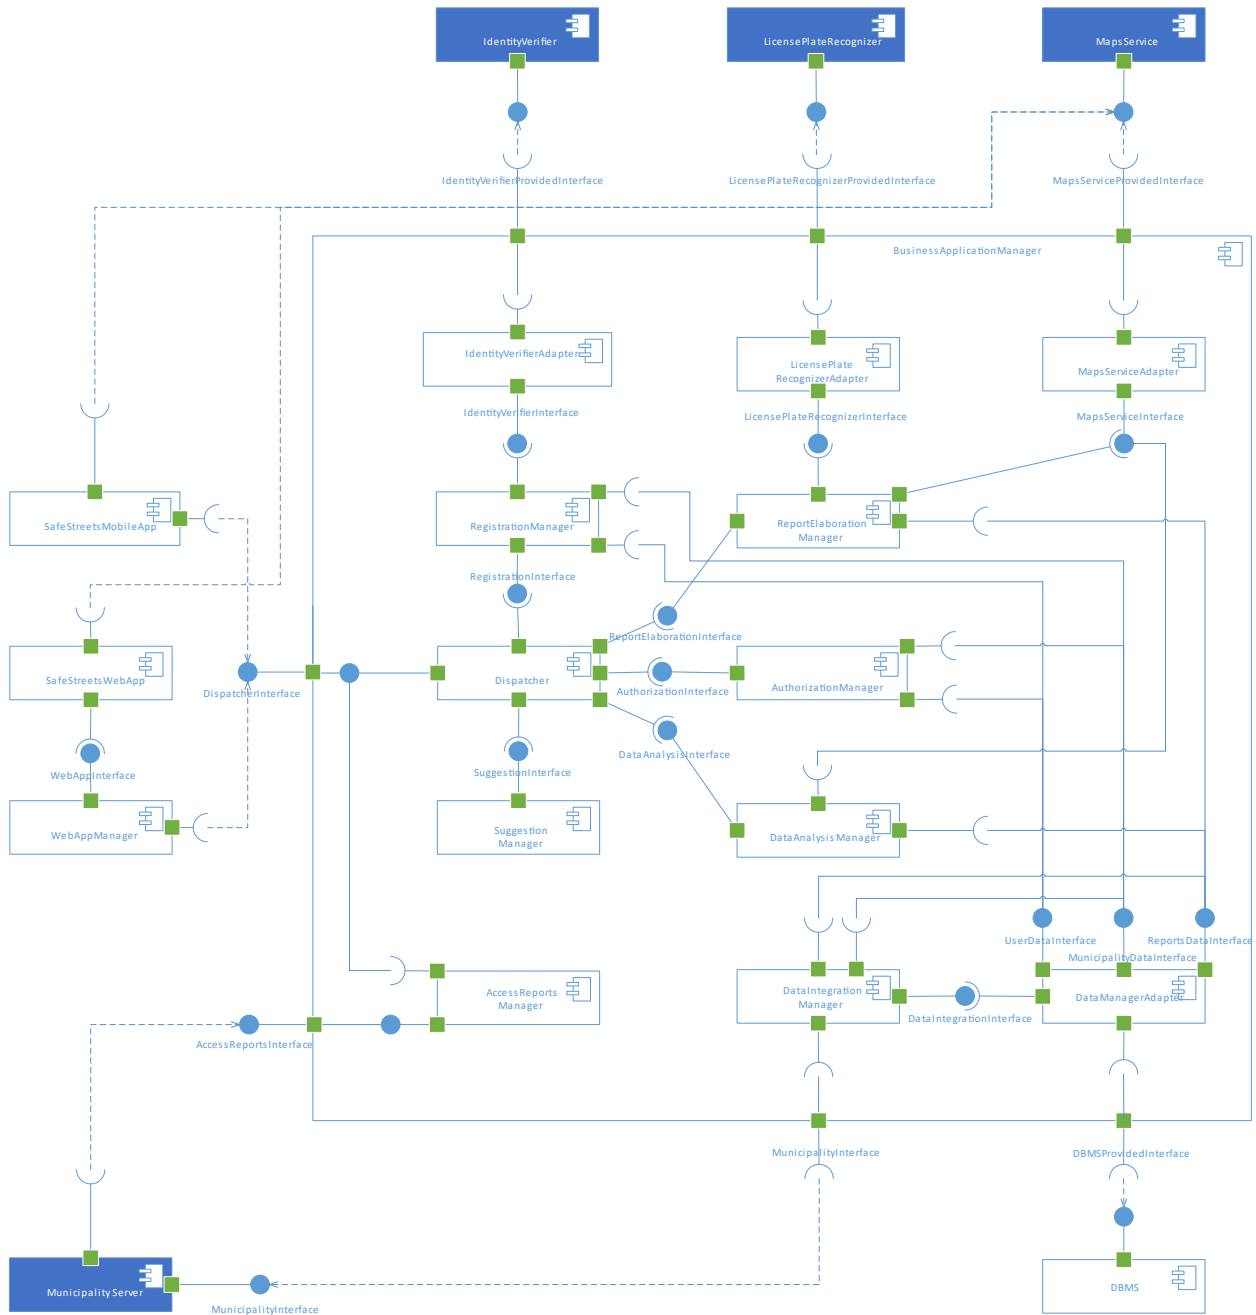 IdentityVerifier
LicensePlateRecognizer
MapsService
IdentityVerifierProvidedInterface
LicensePlateRecognizerProvidedInterface
MapsServiceProvidedInterface
BusinessApplicationManager
IdentityVerifierAdapter
LicensePlate
RecognizerAdapter
MapsServiceAdapter
IdentityVerifierInterface
LicensePlateRecognizerInterface
MapsServiceInterface
SafeStreetsMobileApp
RegistrationManager
ReportElaboration
Manager
RegistrationInterface
ReportElaborationInterface
SafeStreetsWebApp
Dispatcher
AuthorizationManager
DispatcherInterface
AuthorizationInterface
DataAnalysisInterface
WebAppInterface
SuggestionInterface
WebAppManager
Suggestion
Manager
DataAnalysis Manager
UserDataInterface
ReportsDataInterface
MunicipalityDataInterface
AccessReports
Manager
DataIntegration
Manager
DataManagerAdapter
DataIntegrationInterface
AccessReportsInterface
MunicipalityInterface
DBMSProvidedInterface
Municipality Server
DBMS
MunicipalityInterface